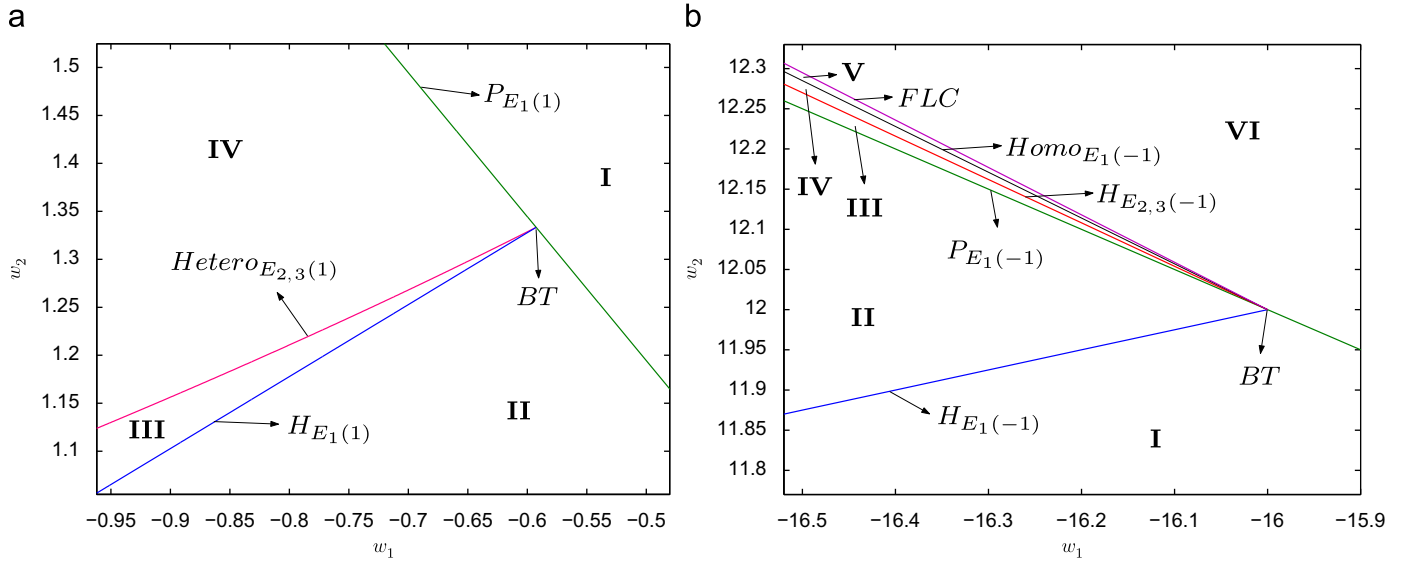 a
1.5
1.45
1.4
1.35
1.3
1.25
1.2
1.15
1.1
w₂
−0.95 −0.9 −0.85 −0.8 −0.75 −0.7 −0.65 −0.6 −0.55 −0.5
w₁
P_{E₁(1)}
IV
I
Hetero_{E₂,₃(1)}
BT
II
III
H_{E₁(1)}
b
12.3
12.25
12.2
12.15
12.1
12.05
12
11.95
11.9
11.85
11.8
w₂
−16.5 −16.4 −16.3 −16.2 −16.1 −16 −15.9
w₁
V
FLC
VI
Homo_{E₁(−1)}
IV
III
H_{E₂,₃(−1)}
P_{E₁(−1)}
II
BT
H_{E₁(−1)}
I